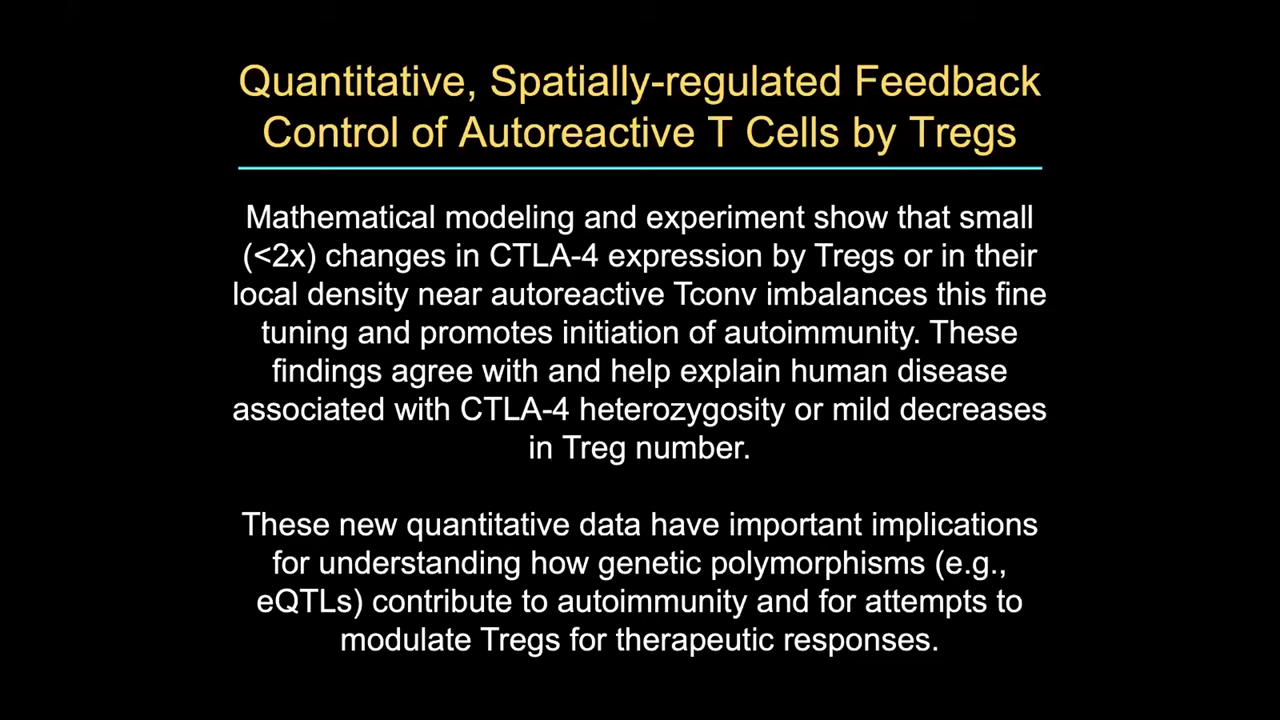 Quantitative, Spatially-regulated Feedback
Control of Autoreactive T Cells by Tregs
Mathematical modeling and experiment show that small
(<2x) changes in CTLA-4 expression by Tregs or in their
local density near autoreactive Tconv imbalances this fine
tuning and promotes initiation of autoimmunity. These
findings agree with and help explain human disease
associated with CTLA-4 heterozygosity or mild decreases
in Treg number.
These new quantitative data have important implications
for understanding how genetic polymorphisms (e.g.,
eQTLs) contribute to autoimmunity and for attempts to
modulate Tregs for therapeutic responses.